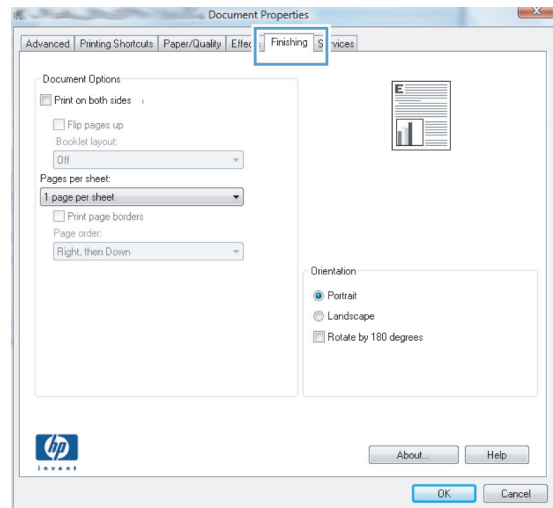 Document Properties
Advanced Printing Shortcuts Paper/Quality Finishing
Document Options
Print on both sides
Flip pages up
Booklet layout:
Off
Pages per sheet:
1 page per sheet
Print page borders
Page order:
Right, then Down
E
Orientation
Portrait
Landscape
Rotate by 180 degrees
hp
invent
About... Help
OK Cancel